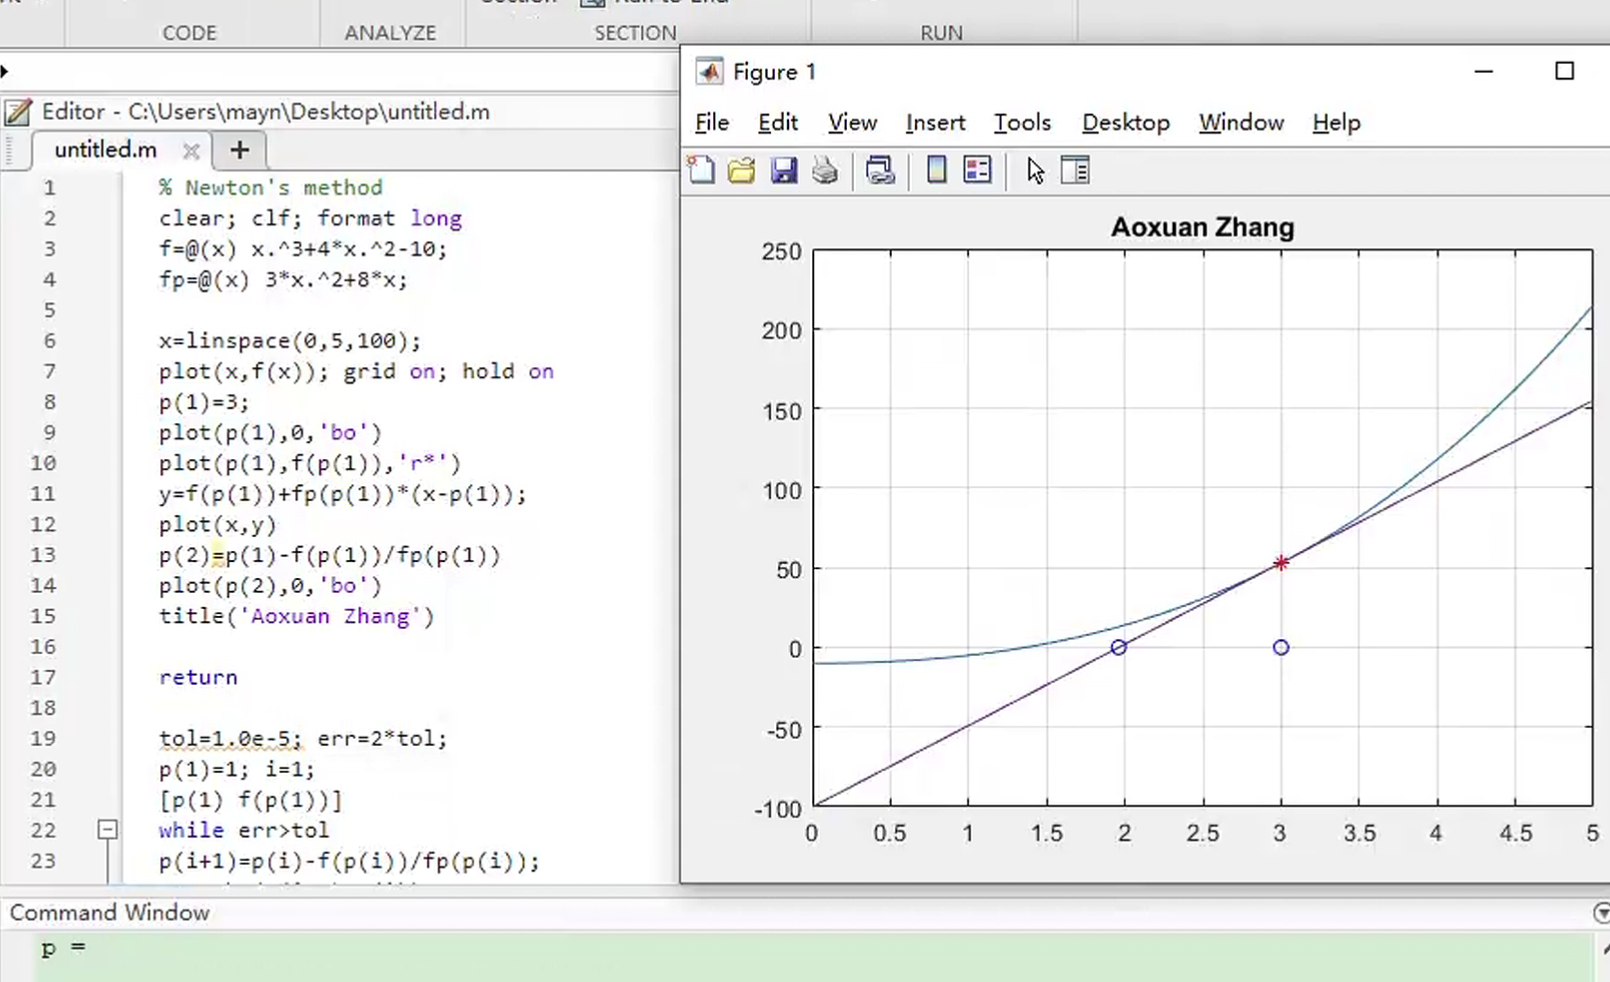 CODE ANALYZE SECTION RUN
Editor - C:\Users\mayn\Desktop\untitled.m
untitled.m
1 % Newton's method
2 clear; clf; format long
3 f=@(x) x.^3+4*x.^2-10;
4 fp=@(x) 3*x.^2+8*x;
5
6 x=linspace(0,5,100);
7 plot(x,f(x)); grid on; hold on
8 p(1)=3;
9 plot(p(1),0,'bo')
10 plot(p(1),f(p(1)),'r*')
11 y=f(p(1))+fp(p(1))*(x-p(1));
12 plot(x,y)
13 p(2)=p(1)-f(p(1))/fp(p(1))
14 plot(p(2),0,'bo')
15 title('Aoxuan Zhang')
16
17 return
18
19 tol=1.0e-5; err=2*tol;
20 p(1)=1; i=1;
21 [p(1) f(p(1))]
22 while err>tol
23 p(i+1)=p(i)-f(p(i))/fp(p(i));
Figure 1
File Edit View Insert Tools Desktop Window Help
Aoxuan Zhang
250
200
150
100
50
0
-50
-100
0 0.5 1 1.5 2 2.5 3 3.5 4 4.5 5
Command Window
p =